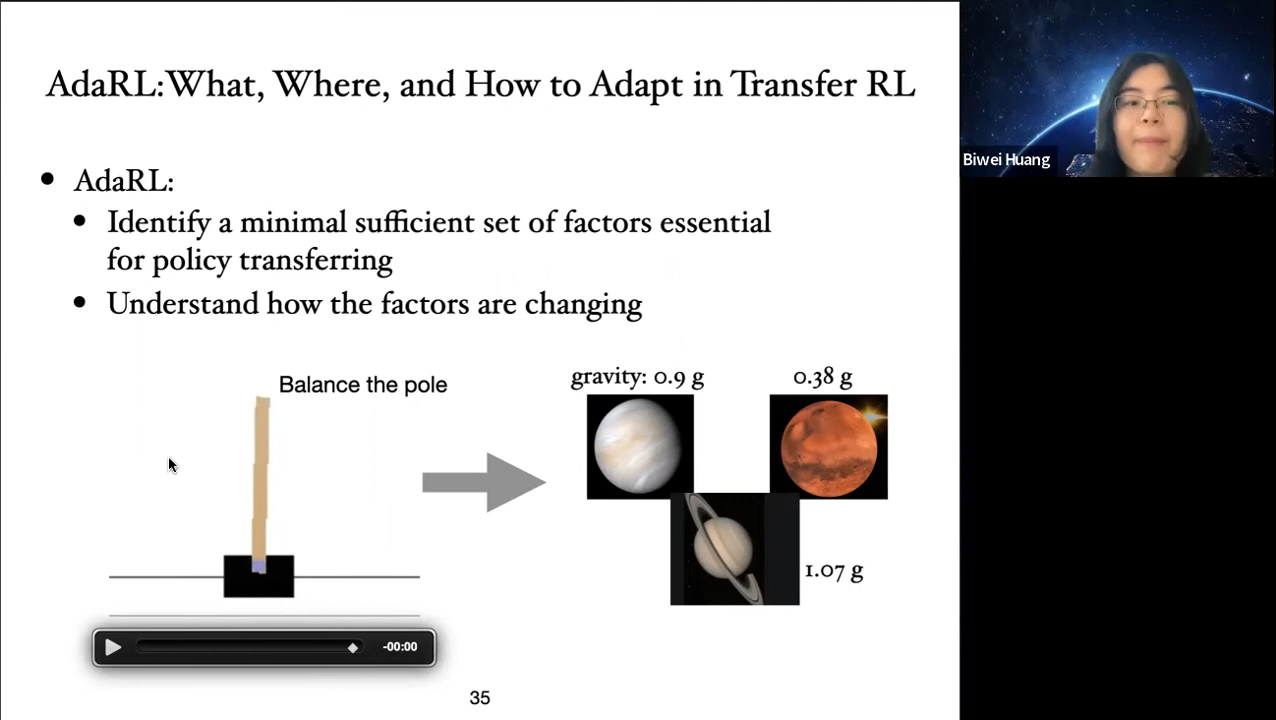 AdaRL:What, Where, and How to Adapt in Transfer RL
• AdaRL:
• Identify a minimal sufficient set of factors essential
for policy transferring
• Understand how the factors are changing
Balance the pole
gravity: 0.9 g
0.38 g
1.07 g
-00:00
35
Biwei Huang